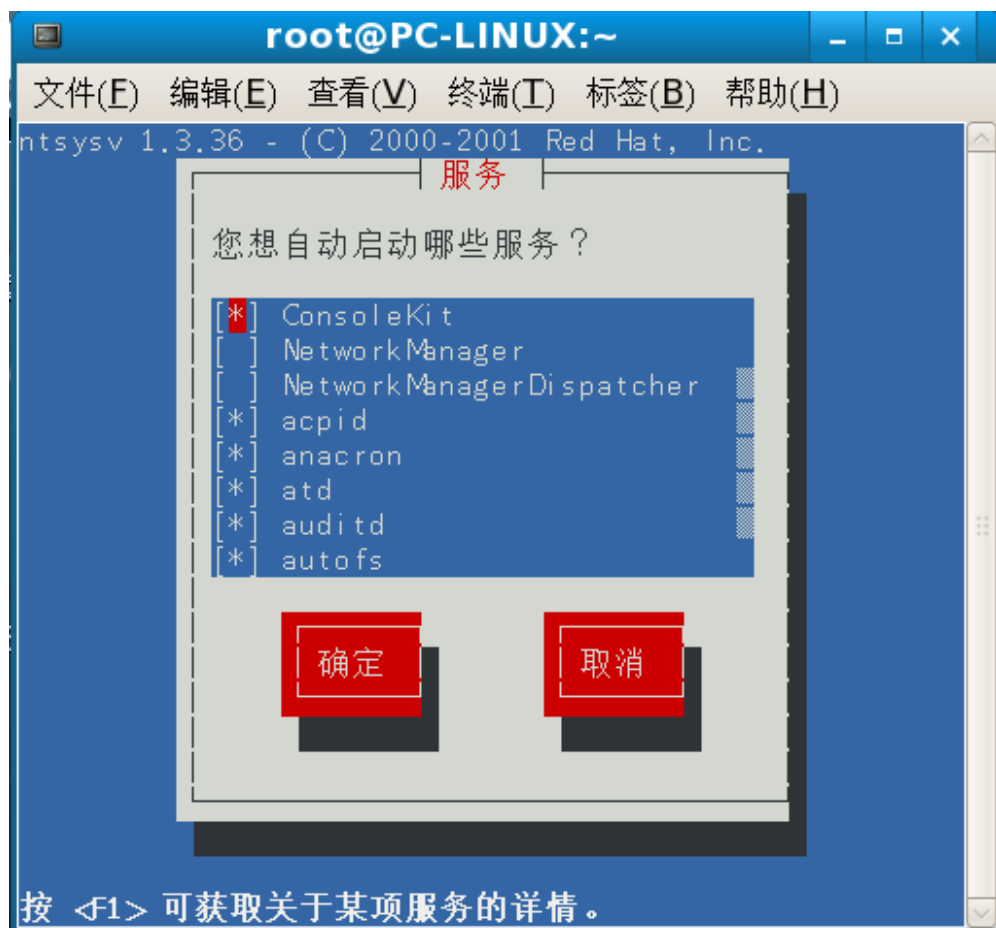 root@PC-LINUX:~
文件(F) 编辑(E) 查看(V) 终端(T) 标签(B) 帮助(H)
ntsysv 1.3.36 - (C) 2000-2001 Red Hat, Inc.
服务
您想自动启动哪些服务？
[*] ConsoleKit
[ ] NetworkManager
[ ] NetworkManagerDispatcher
[*] acpid
[*] anacron
[*] atd
[*] auditd
[*] autofs
确定 取消
按 <F1> 可获取关于某项服务的详情。